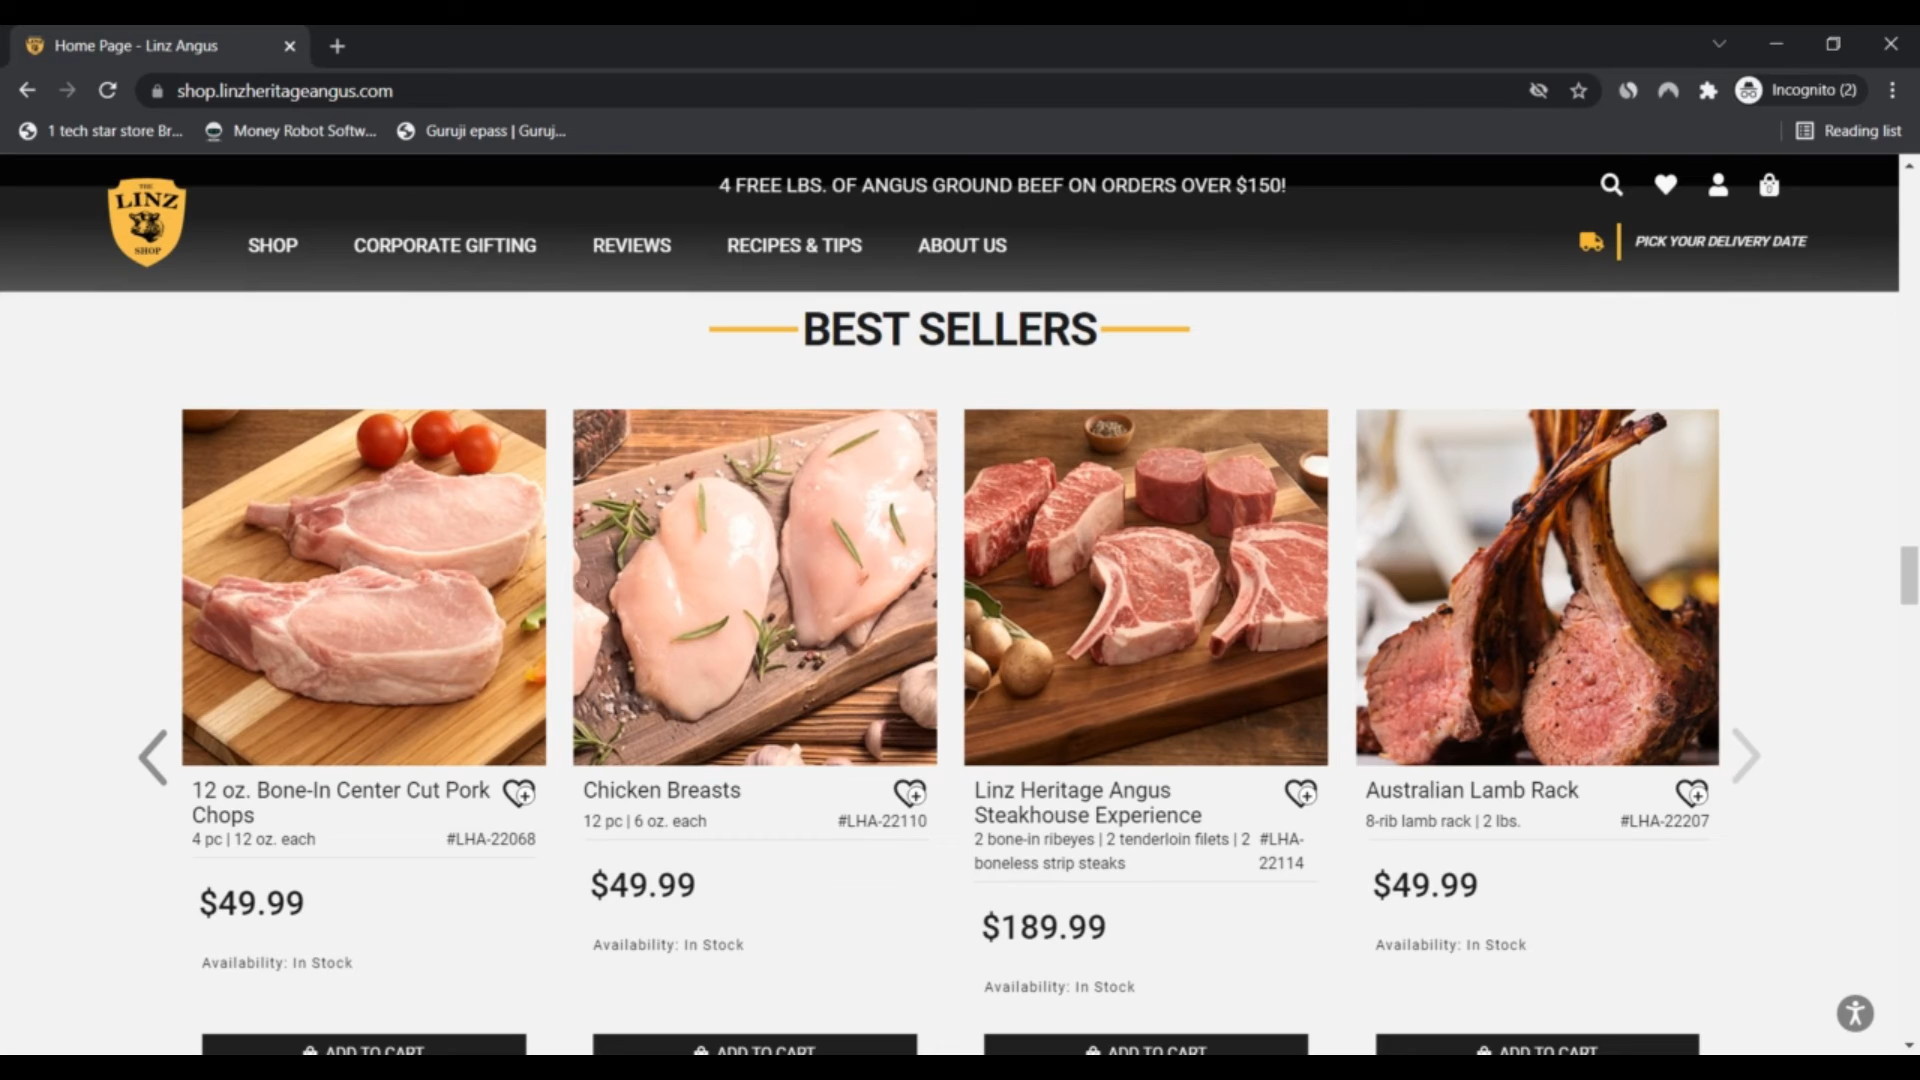 Home Page - Linz Angus
shop.linzheritageangus.com
Incognito (2)
1 tech star store Br...
Money Robot Softw...
Guruji epass | Guruj...
Reading list
THE
LINZ
SHOP
4 FREE LBS. OF ANGUS GROUND BEEF ON ORDERS OVER $150!
0
SHOP
CORPORATE GIFTING
REVIEWS
RECIPES & TIPS
ABOUT US
PICK YOUR DELIVERY DATE
BEST SELLERS
12 oz. Bone-In Center Cut Pork
Chops
4 pc | 12 oz. each
#LHA-22068
$49.99
Availability: In Stock
ADD TO CART
Chicken Breasts
12 pc | 6 oz. each
#LHA-22110
$49.99
Availability: In Stock
ADD TO CART
Linz Heritage Angus
Steakhouse Experience
2 bone-in ribeyes | 2 tenderloin filets | 2
boneless strip steaks
#LHA-
22114
$189.99
Availability: In Stock
ADD TO CART
Australian Lamb Rack
8-rib lamb rack | 2 lbs.
#LHA-22207
$49.99
Availability: In Stock
ADD TO CART